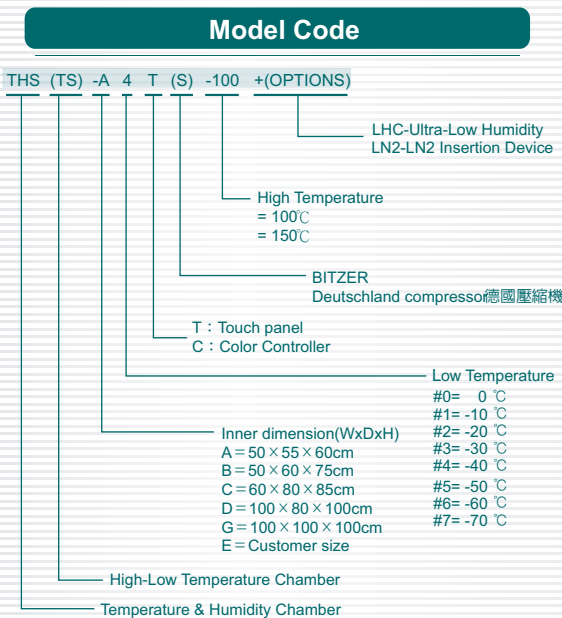 Model Code
THS (TS) -A 4 T (S) -100 +(OPTIONS)
LHC-Ultra-Low Humidity
LN2-LN2 Insertion Device
High Temperature
= 100℃
= 150℃
BITZER
Deutschland compressor德國壓縮機
T：Touch panel
C：Color Controller
Low Temperature
#0= 0 ℃
#1= -10 ℃
#2= -20 ℃
#3= -30 ℃
#4= -40 ℃
#5= -50 ℃
#6= -60 ℃
#7= -70 ℃
Inner dimension(WxDxH)
A＝50×55×60cm
B＝50×60×75cm
C＝60×80×85cm
D＝100×80×100cm
G＝100×100×100cm
E＝Customer size
High-Low Temperature Chamber
Temperature & Humidity Chamber